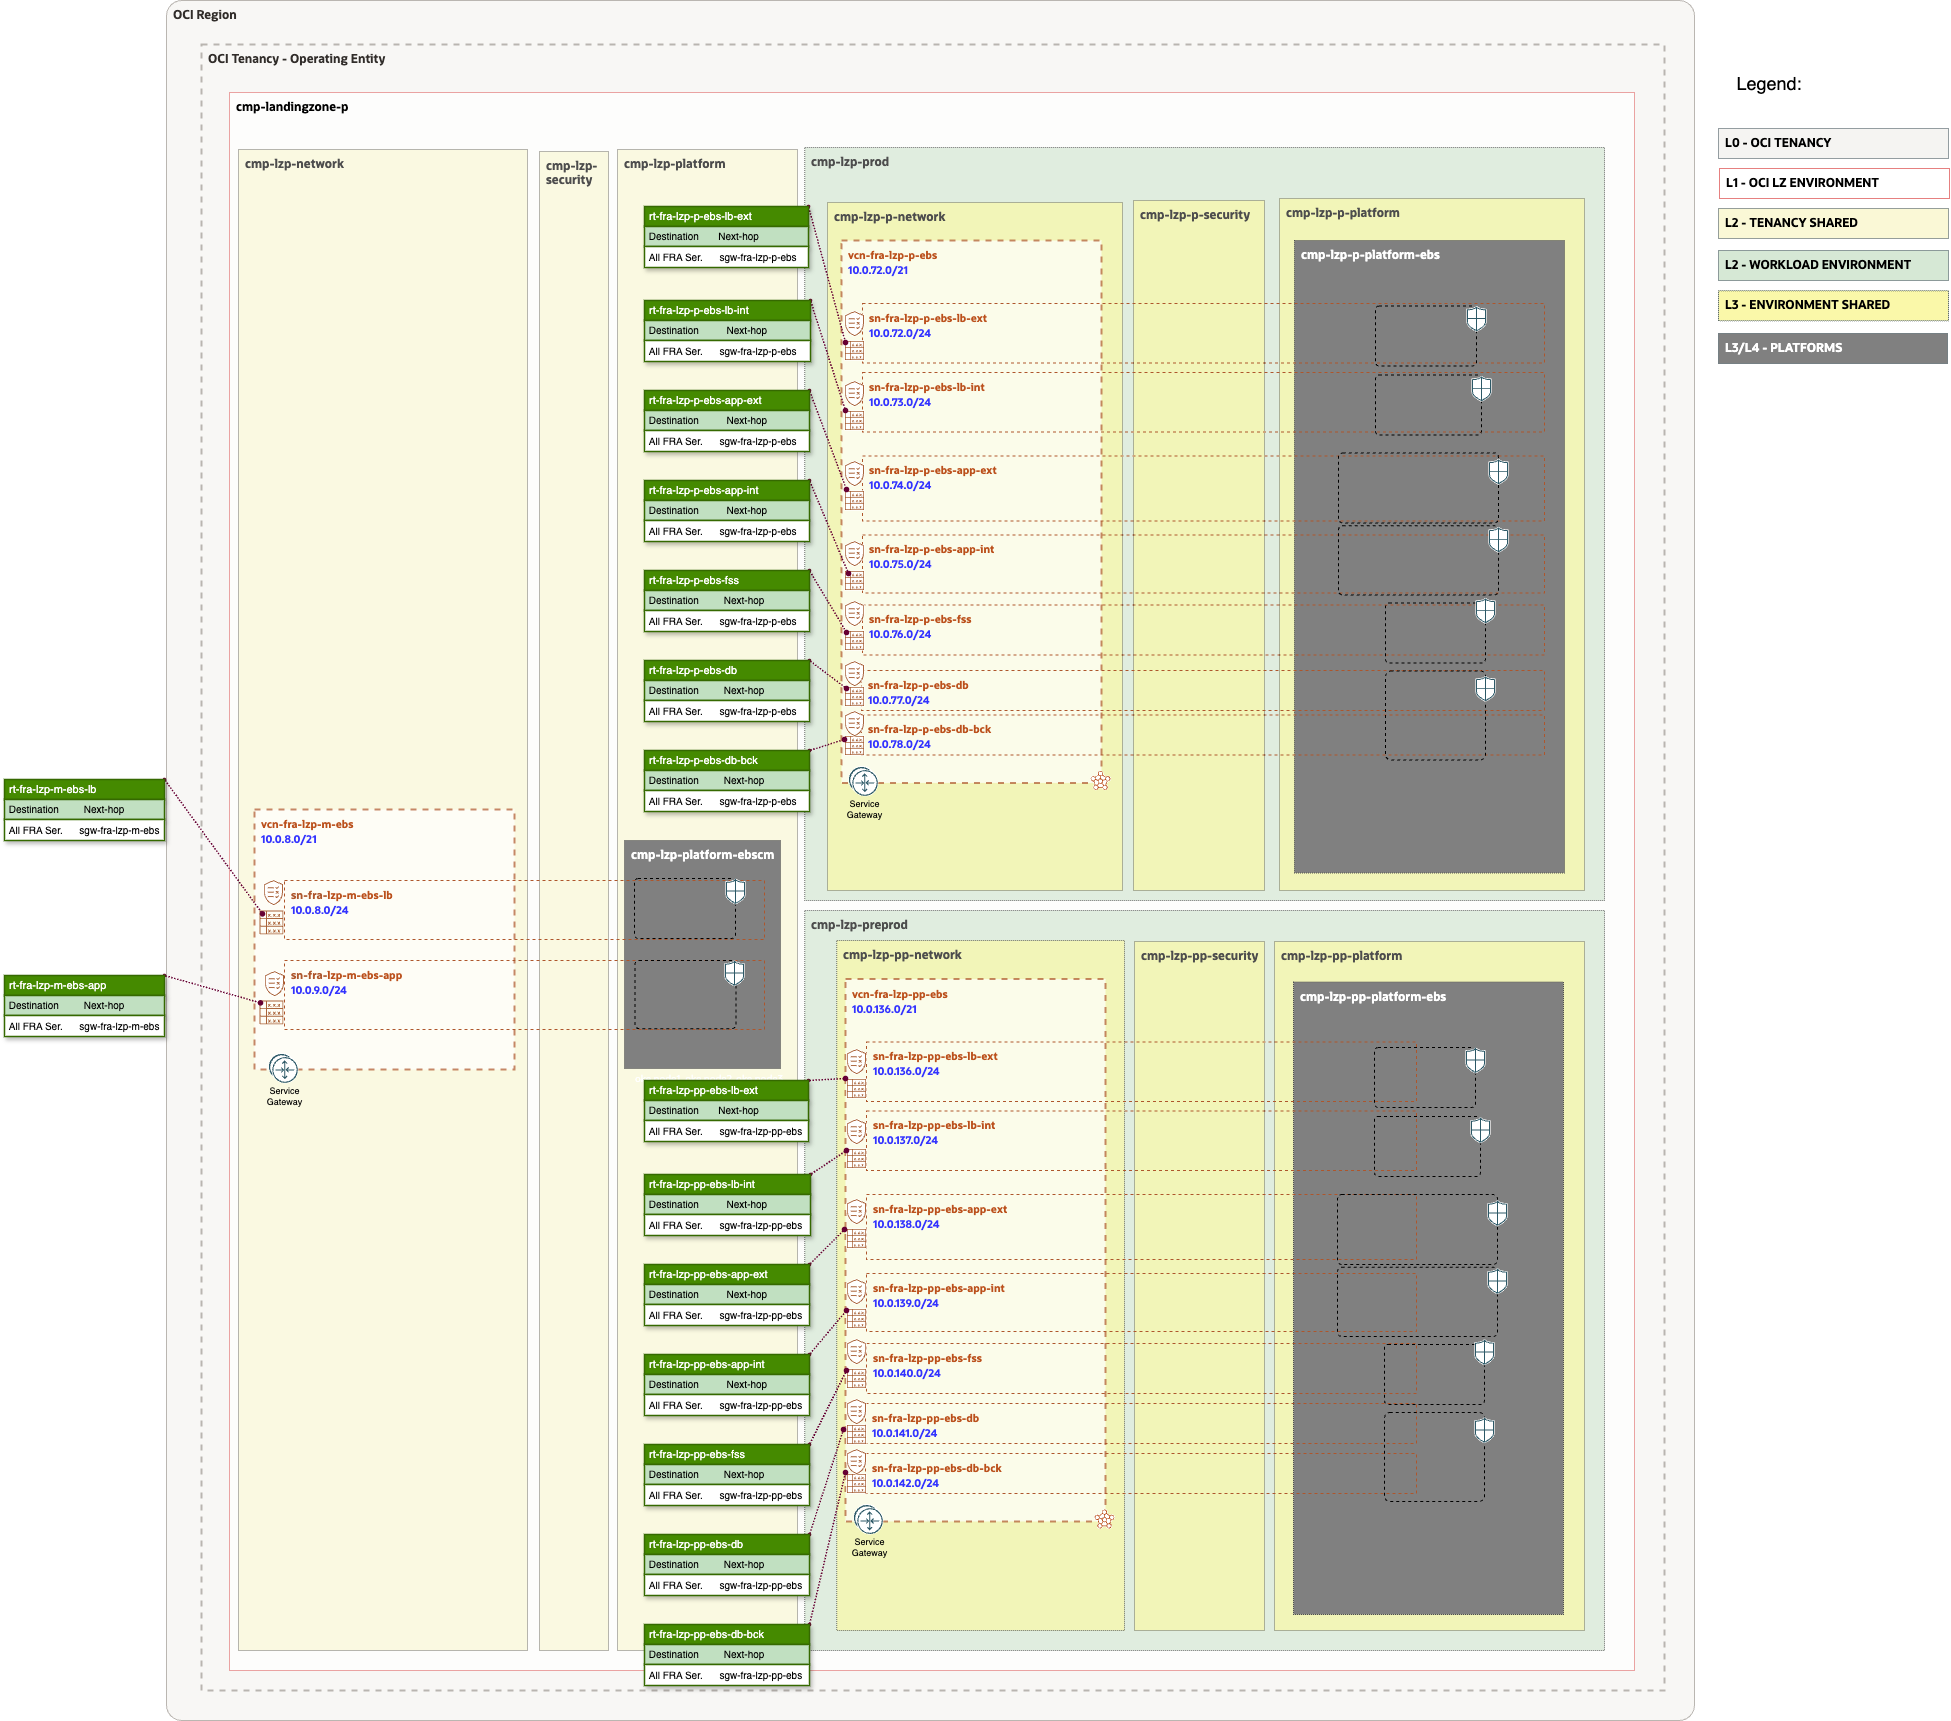 OCI Region
OCI Tenancy - Operating Entity
cmp-landingzone-p
cmp-lzp-network
cmp-lzp-
security
cmp-lzp-platform
cmp-lzp-prod
rt-fra-lzp-p-ebs-lb-ext
Destination Next-hop
All FRA Ser. sgw-fra-lzp-p-ebs
rt-fra-lzp-p-ebs-lb-int
Destination Next-hop
All FRA Ser. sgw-fra-lzp-p-ebs
rt-fra-lzp-p-ebs-app-ext
Destination Next-hop
All FRA Ser. sgw-fra-lzp-p-ebs
rt-fra-lzp-p-ebs-app-int
Destination Next-hop
All FRA Ser. sgw-fra-lzp-p-ebs
rt-fra-lzp-p-ebs-fss
Destination Next-hop
All FRA Ser. sgw-fra-lzp-p-ebs
rt-fra-lzp-p-ebs-db
Destination Next-hop
All FRA Ser. sgw-fra-lzp-p-ebs
rt-fra-lzp-p-ebs-db-bck
Destination Next-hop
All FRA Ser. sgw-fra-lzp-p-ebs
cmp-lzp-p-network
vcn-fra-lzp-p-ebs
10.0.72.0/21
sn-fra-lzp-p-ebs-lb-ext
10.0.72.0/24
sn-fra-lzp-p-ebs-lb-int
10.0.73.0/24
sn-fra-lzp-p-ebs-app-ext
10.0.74.0/24
sn-fra-lzp-p-ebs-app-int
10.0.75.0/24
sn-fra-lzp-p-ebs-fss
10.0.76.0/24
sn-fra-lzp-p-ebs-db
10.0.77.0/24
sn-fra-lzp-p-ebs-db-bck
10.0.78.0/24
Service
Gateway
cmp-lzp-p-security
cmp-lzp-p-platform
cmp-lzp-p-platform-ebs
rt-fra-lzp-m-ebs-lb
Destination Next-hop
All FRA Ser. sgw-fra-lzp-m-ebs
rt-fra-lzp-m-ebs-app
Destination Next-hop
All FRA Ser. sgw-fra-lzp-m-ebs
vcn-fra-lzp-m-ebs
10.0.8.0/21
sn-fra-lzp-m-ebs-lb
10.0.8.0/24
sn-fra-lzp-m-ebs-app
10.0.9.0/24
Service
Gateway
cmp-lzp-platform-ebscm
rt-fra-lzp-pp-ebs-lb-ext
Destination Next-hop
All FRA Ser. sgw-fra-lzp-pp-ebs
rt-fra-lzp-pp-ebs-lb-int
Destination Next-hop
All FRA Ser. sgw-fra-lzp-pp-ebs
rt-fra-lzp-pp-ebs-app-ext
Destination Next-hop
All FRA Ser. sgw-fra-lzp-pp-ebs
rt-fra-lzp-pp-ebs-app-int
Destination Next-hop
All FRA Ser. sgw-fra-lzp-pp-ebs
rt-fra-lzp-pp-ebs-fss
Destination Next-hop
All FRA Ser. sgw-fra-lzp-pp-ebs
rt-fra-lzp-pp-ebs-db
Destination Next-hop
All FRA Ser. sgw-fra-lzp-pp-ebs
rt-fra-lzp-pp-ebs-db-bck
Destination Next-hop
All FRA Ser. sgw-fra-lzp-pp-ebs
cmp-lzp-preprod
cmp-lzp-pp-network
vcn-fra-lzp-pp-ebs
10.0.136.0/21
sn-fra-lzp-pp-ebs-lb-ext
10.0.136.0/24
sn-fra-lzp-pp-ebs-lb-int
10.0.137.0/24
sn-fra-lzp-pp-ebs-app-ext
10.0.138.0/24
sn-fra-lzp-pp-ebs-app-int
10.0.139.0/24
sn-fra-lzp-pp-ebs-fss
10.0.140.0/24
sn-fra-lzp-pp-ebs-db
10.0.141.0/24
sn-fra-lzp-pp-ebs-db-bck
10.0.142.0/24
Service
Gateway
cmp-lzp-pp-security
cmp-lzp-pp-platform
cmp-lzp-pp-platform-ebs
Legend:
L0 - OCI TENANCY
L1 - OCI LZ ENVIRONMENT
L2 - TENANCY SHARED
L2 - WORKLOAD ENVIRONMENT
L3 - ENVIRONMENT SHARED
L3/L4 - PLATFORMS